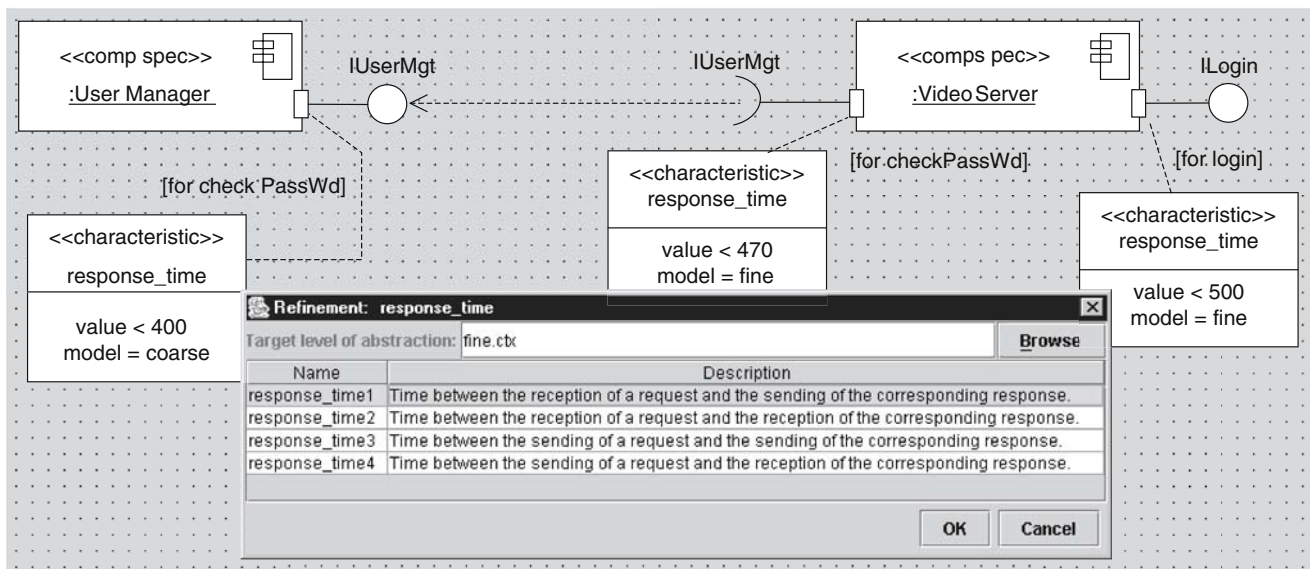 <<comp spec>>
:User Manager
IUserMgt
IUserMgt
<<comps pec>>
:VideoServer
ILogin
[for check PassWd]
[for checkPassWd]
[for login]
<<characteristic>>
response_time
value < 400
model = coarse
<<characteristic>>
response_time
value < 470
model = fine
<<characteristic>>
response_time
value < 500
model = fine
Refinement: response_time
Target level of abstraction: fine.ctx Browse
Name Description
response_time1 Time between the reception of a request and the sending of the corresponding response.
response_time2 Time between the reception of a request and the reception of the corresponding response.
response_time3 Time between the sending of a request and the sending of the corresponding response.
response_time4 Time between the sending of a request and the reception of the corresponding response.
OK Cancel